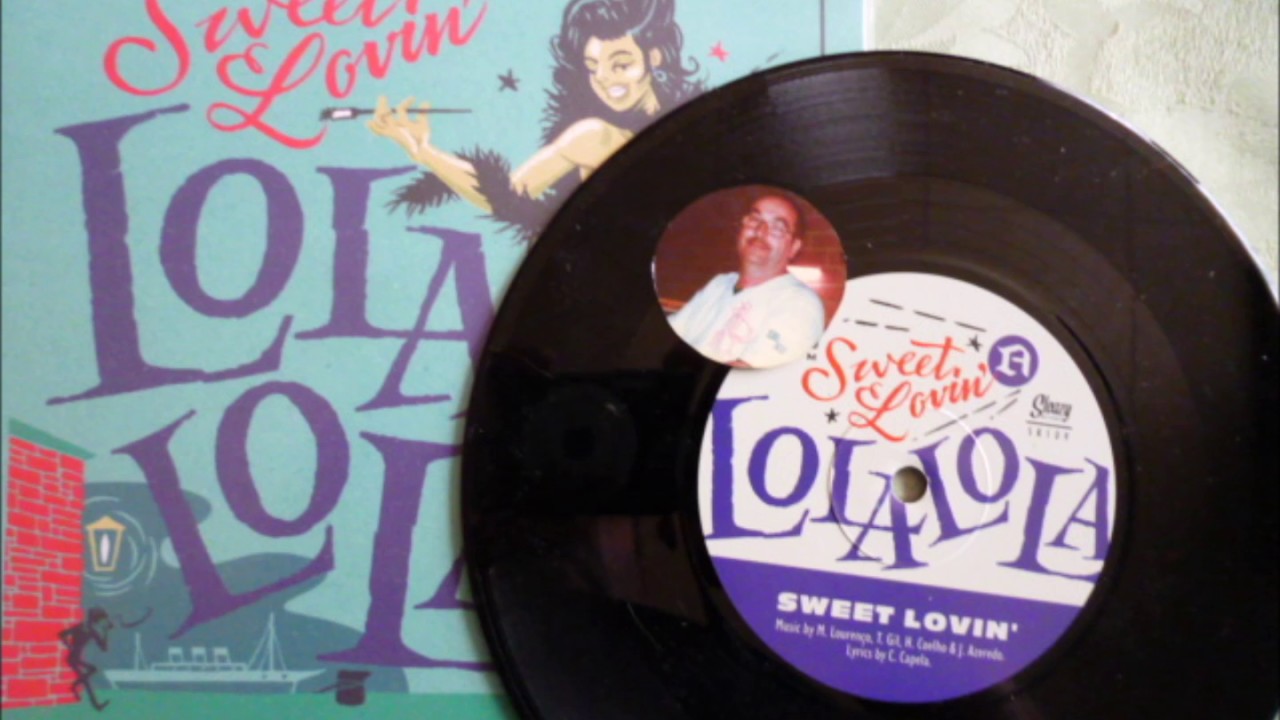 Sweet
Lovin'
LOLA
LOLA
Sweet
Lovin'
A
Sleazy
LOLA LOLA
SWEET LOVIN'
Music by M. Lourenço, T. Gil, H. Coelho & J. Azeredo.
Lyrics by C. Capela.